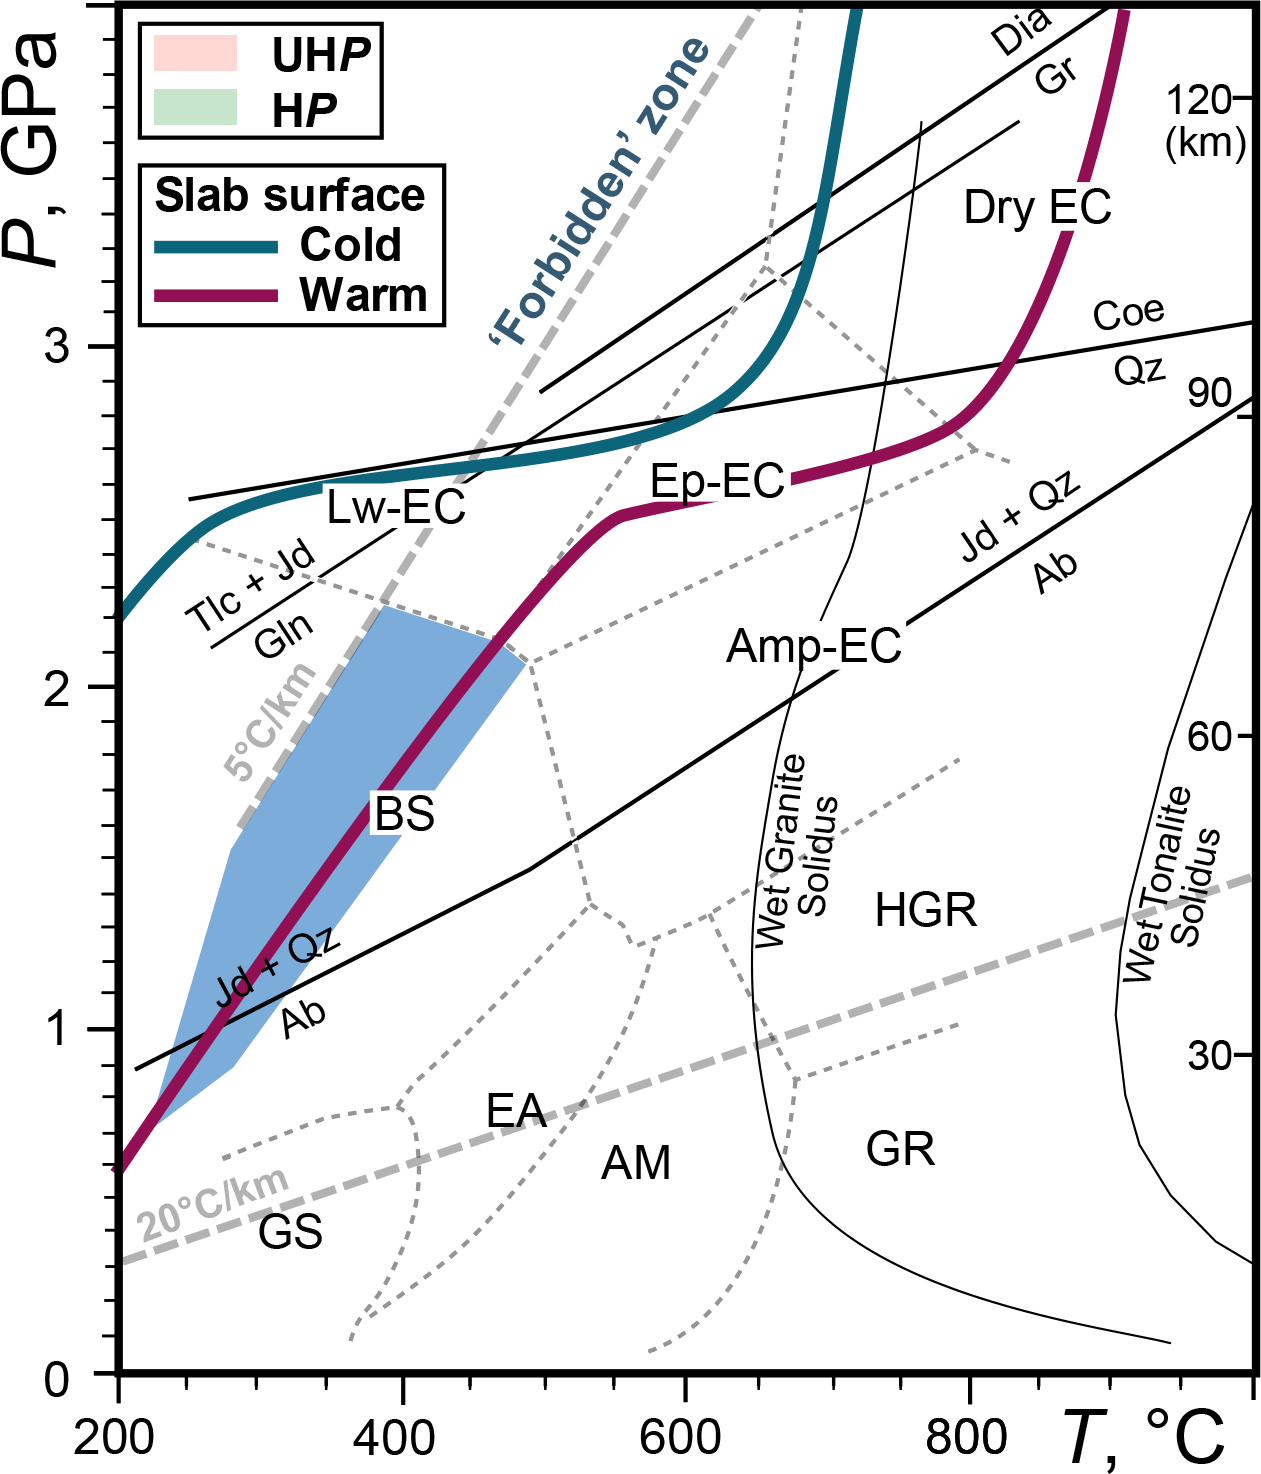 P, GPa
UHP
HP
Slab surface
Cold
Warm
'Forbidden' zone
Dia
Gr
120
(km)
Dry EC
Coe
Qz
3
90
Lw-EC
Ep-EC
Jd + Qz
Ab
Tlc + Jd
Gln
Amp-EC
2
5°C/km
60
BS
Wet Granite
Solidus
Wet Tonalite
Solidus
HGR
Jd + Qz
Ab
1
30
EA
AM
GR
20°C/km
GS
0
200
400
600
800
T, °C